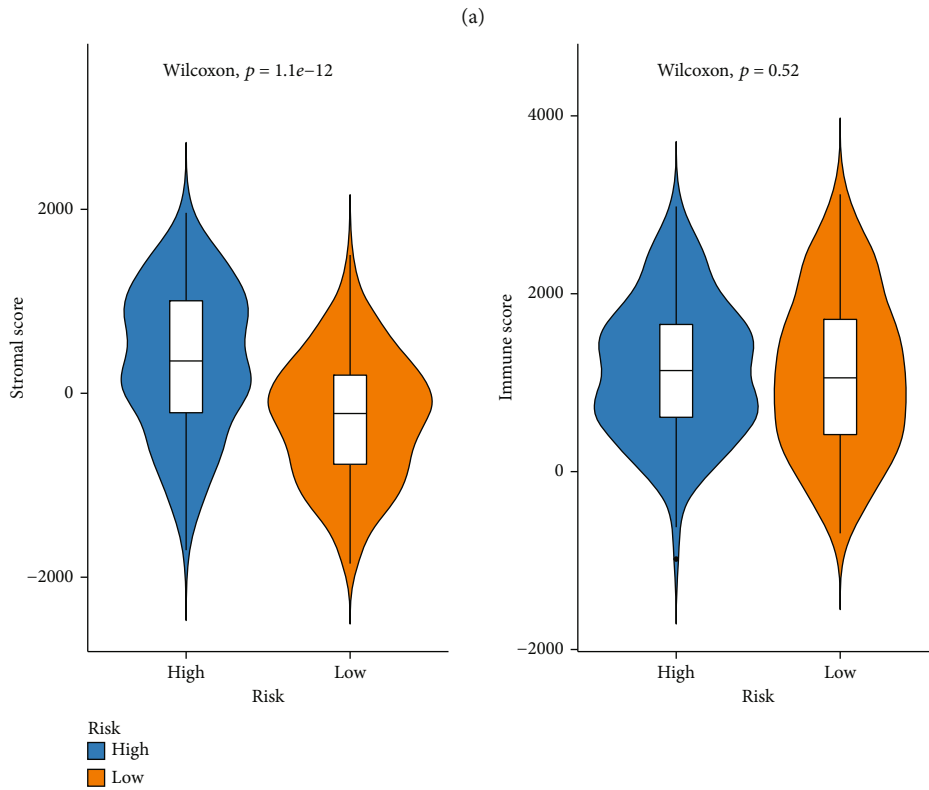 (a)
Wilcoxon, p = 1.1e−12
Stromal score
2000
0
−2000
High
Low
Risk
Wilcoxon, p = 0.52
Immune score
4000
2000
0
−2000
High
Low
Risk
Risk
High
Low